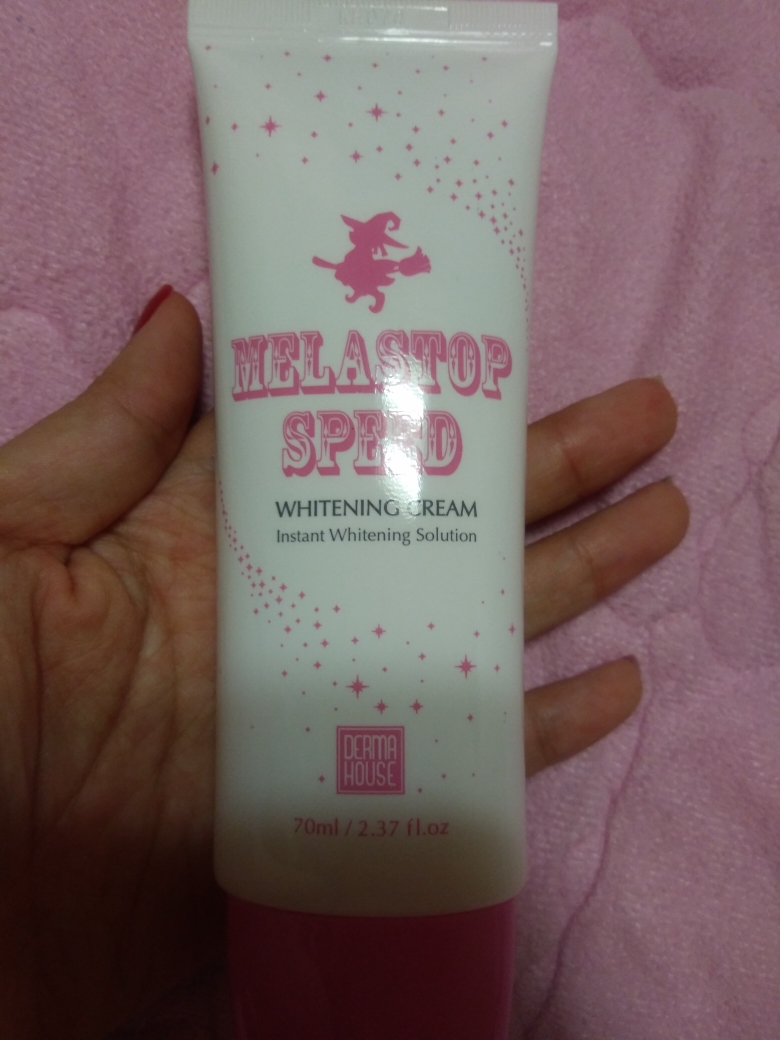 MELASTOP
SPEED
WHITENING CREAM
Instant Whitening Solution
DERMA
HOUSE
70ml / 2.37 fl.oz